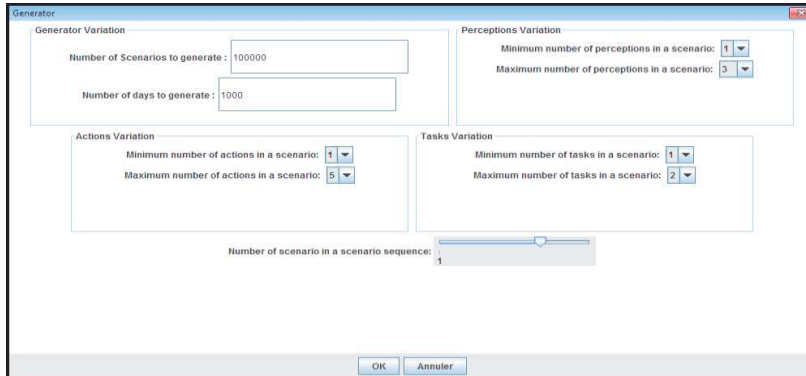 Generator
Generator Variation
Number of Scenarios to generate : 100000
Number of days to generate : 1000
Perceptions Variation
Minimum number of perceptions in a scenario: 1
Maximum number of perceptions in a scenario: 3
Actions Variation
Minimum number of actions in a scenario: 1
Maximum number of actions in a scenario: 5
Tasks Variation
Minimum number of tasks in a scenario: 1
Maximum number of tasks in a scenario: 2
Number of scenario in a scenario sequence:
1
OK
Annuler